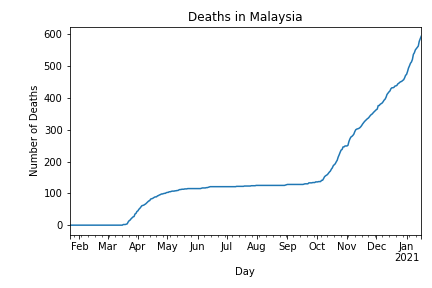 Deaths in Malaysia
Number of Deaths
600
500
400
300
200
100
0
Feb Mar Apr May Jun Jul Aug Sep Oct Nov Dec Jan
2021
Day